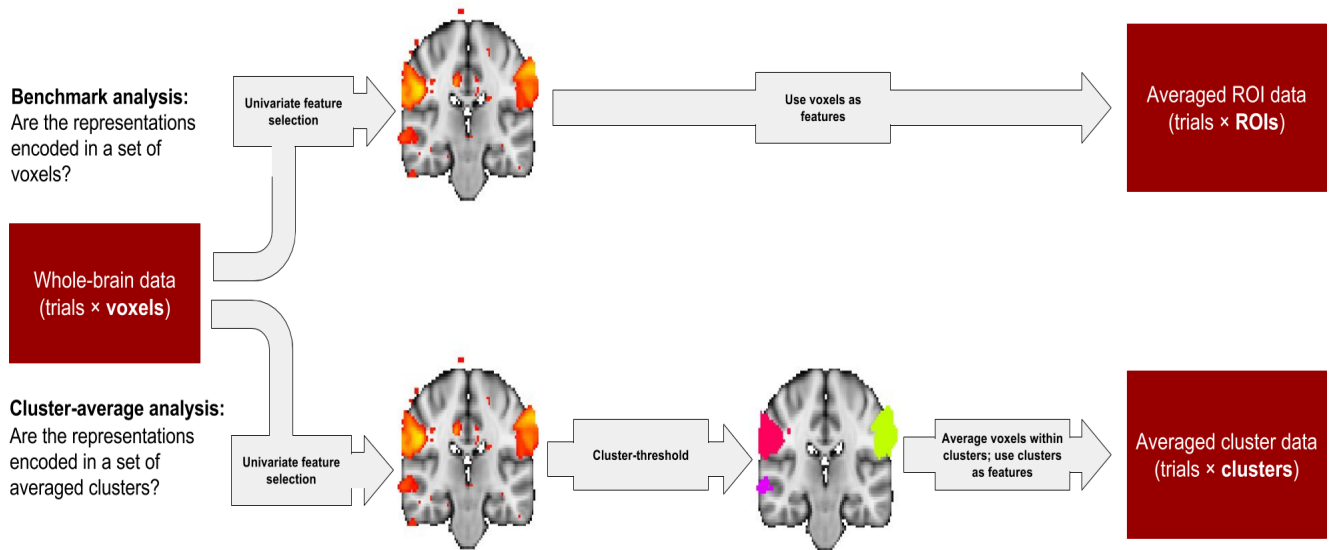 Benchmark analysis:
Are the representations
encoded in a set of
voxels?
Univariate feature
selection
Use voxels as
features
Averaged ROI data
(trials × ROIs)
Whole-brain data
(trials × voxels)
Cluster-average analysis:
Are the representations
encoded in a set of
averaged clusters?
Univariate feature
selection
Cluster-threshold
Average voxels within
clusters; use clusters
as features
Averaged cluster data
(trials × clusters)